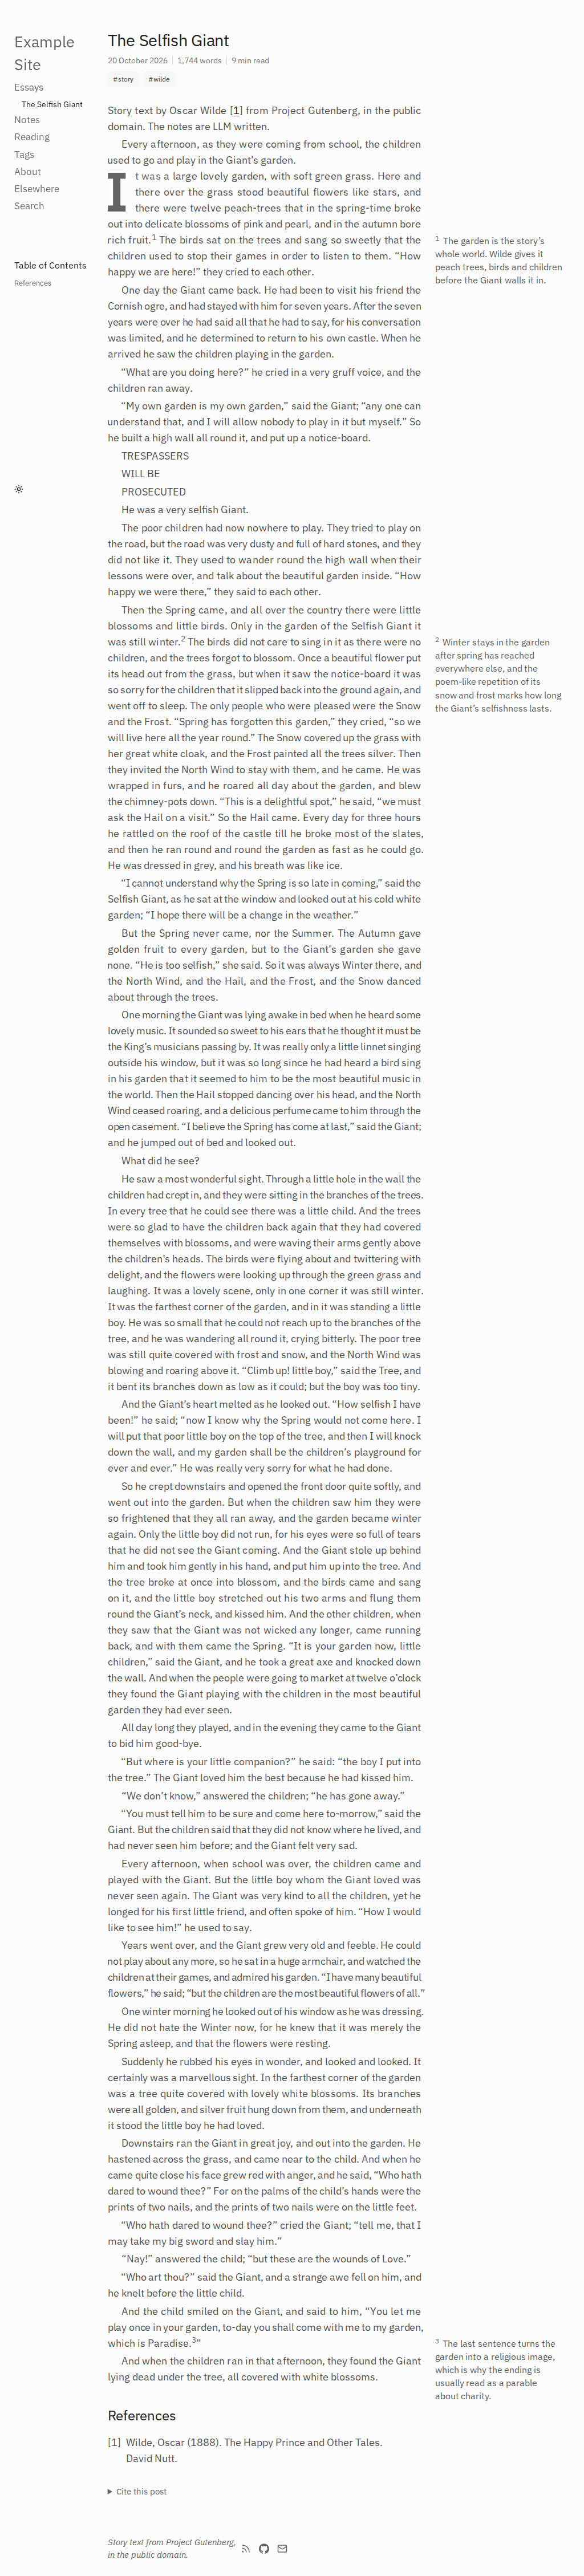 Example
Site
Essays
The Selfish Giant
Notes
Reading
Tags
About
Elsewhere
Search
Table of Contents
References
The Selfish Giant
20 October 2026 | 1,744 words | 9 min read
#story #wilde
Story text by Oscar Wilde [1] from Project Gutenberg, in the public
domain. The notes are LLM written.
Every afternoon, as they were coming from school, the children
used to go and play in the Giant’s garden.
It was a large lovely garden, with soft green grass. Here and
there over the grass stood beautiful flowers like stars, and
there were twelve peach-trees that in the spring-time broke
out into delicate blossoms of pink and pearl, and in the autumn bore
rich fruit.1 The birds sat on the trees and sang so sweetly that the
children used to stop their games in order to listen to them. “How
happy we are here!” they cried to each other.
1 The garden is the story’s
whole world. Wilde gives it
peach trees, birds and children
before the Giant walls it in.
One day the Giant came back. He had been to visit his friend the
Cornish ogre, and had stayed with him for seven years. After the seven
years were over he had said all that he had to say, for his conversation
was limited, and he determined to return to his own castle. When he
arrived he saw the children playing in the garden.
“What are you doing here?” he cried in a very gruff voice, and the
children ran away.
“My own garden is my own garden,” said the Giant; “any one can
understand that, and I will allow nobody to play in it but myself.” So
he built a high wall all round it, and put up a notice-board.
TRESPASSERS
WILL BE
PROSECUTED
He was a very selfish Giant.
The poor children had now nowhere to play. They tried to play on
the road, but the road was very dusty and full of hard stones, and they
did not like it. They used to wander round the high wall when their
lessons were over, and talk about the beautiful garden inside. “How
happy we were there,” they said to each other.
Then the Spring came, and all over the country there were little
blossoms and little birds. Only in the garden of the Selfish Giant it
was still winter.2 The birds did not care to sing in it as there were no
children, and the trees forgot to blossom. Once a beautiful flower put
its head out from the grass, but when it saw the notice-board it was
so sorry for the children that it slipped back into the ground again, and
went off to sleep. The only people who were pleased were the Snow
and the Frost. “Spring has forgotten this garden,” they cried, “so we
will live here all the year round.” The Snow covered up the grass with
her great white cloak, and the Frost painted all the trees silver. Then
they invited the North Wind to stay with them, and he came. He was
wrapped in furs, and he roared all day about the garden, and blew
the chimney-pots down. “This is a delightful spot,” he said, “we must
ask the Hail on a visit.” So the Hail came. Every day for three hours
he rattled on the roof of the castle till he broke most of the slates,
and then he ran round and round the garden as fast as he could go.
He was dressed in grey, and his breath was like ice.
2 Winter stays in the garden
after spring has reached
everywhere else, and the
poem-like repetition of its
snow and frost marks how long
the Giant’s selfishness lasts.
“I cannot understand why the Spring is so late in coming,” said the
Selfish Giant, as he sat at the window and looked out at his cold white
garden; “I hope there will be a change in the weather.”
But the Spring never came, nor the Summer. The Autumn gave
golden fruit to every garden, but to the Giant’s garden she gave
none. “He is too selfish,” she said. So it was always Winter there, and
the North Wind, and the Hail, and the Frost, and the Snow danced
about through the trees.
One morning the Giant was lying awake in bed when he heard some
lovely music. It sounded so sweet to his ears that he thought it must be
the King’s musicians passing by. It was really only a little linnet singing
outside his window, but it was so long since he had heard a bird sing
in his garden that it seemed to him to be the most beautiful music in
the world. Then the Hail stopped dancing over his head, and the North
Wind ceased roaring, and a delicious perfume came to him through the
open casement. “I believe the Spring has come at last,” said the Giant;
and he jumped out of bed and looked out.
What did he see?
He saw a most wonderful sight. Through a little hole in the wall the
children had crept in, and they were sitting in the branches of the trees.
In every tree that he could see there was a little child. And the trees
were so glad to have the children back again that they had covered
themselves with blossoms, and were waving their arms gently above
the children’s heads. The birds were flying about and twittering with
delight, and the flowers were looking up through the green grass and
laughing. It was a lovely scene, only in one corner it was still winter.
It was the farthest corner of the garden, and in it was standing a little
boy. He was so small that he could not reach up to the branches of the
tree, and he was wandering all round it, crying bitterly. The poor tree
was still quite covered with frost and snow, and the North Wind was
blowing and roaring above it. “Climb up! little boy,” said the Tree, and
it bent its branches down as low as it could; but the boy was too tiny.
And the Giant’s heart melted as he looked out. “How selfish I have
been!” he said; “now I know why the Spring would not come here. I
will put that poor little boy on the top of the tree, and then I will knock
down the wall, and my garden shall be the children’s playground for
ever and ever.” He was really very sorry for what he had done.
So he crept downstairs and opened the front door quite softly, and
went out into the garden. But when the children saw him they were
so frightened that they all ran away, and the garden became winter
again. Only the little boy did not run, for his eyes were so full of tears
that he did not see the Giant coming. And the Giant stole up behind
him and took him gently in his hand, and put him up into the tree. And
the tree broke at once into blossom, and the birds came and sang
on it, and the little boy stretched out his two arms and flung them
round the Giant’s neck, and kissed him. And the other children, when
they saw that the Giant was not wicked any longer, came running
back, and with them came the Spring. “It is your garden now, little
children,” said the Giant, and he took a great axe and knocked down
the wall. And when the people were going to market at twelve o’clock
they found the Giant playing with the children in the most beautiful
garden they had ever seen.
All day long they played, and in the evening they came to the Giant
to bid him good-bye.
“But where is your little companion?” he said: “the boy I put into
the tree.” The Giant loved him the best because he had kissed him.
“We don’t know,” answered the children; “he has gone away.”
“You must tell him to be sure and come here to-morrow,” said the
Giant. But the children said that they did not know where he lived, and
had never seen him before; and the Giant felt very sad.
Every afternoon, when school was over, the children came and
played with the Giant. But the little boy whom the Giant loved was
never seen again. The Giant was very kind to all the children, yet he
longed for his first little friend, and often spoke of him. “How I would
like to see him!” he used to say.
Years went over, and the Giant grew very old and feeble. He could
not play about any more, so he sat in a huge armchair, and watched the
children at their games, and admired his garden. “I have many beautiful
flowers,” he said; “but the children are the most beautiful flowers of all.”
One winter morning he looked out of his window as he was dressing.
He did not hate the Winter now, for he knew that it was merely the
Spring asleep, and that the flowers were resting.
Suddenly he rubbed his eyes in wonder, and looked and looked. It
certainly was a marvellous sight. In the farthest corner of the garden
was a tree quite covered with lovely white blossoms. Its branches
were all golden, and silver fruit hung down from them, and underneath
it stood the little boy he had loved.
Downstairs ran the Giant in great joy, and out into the garden. He
hastened across the grass, and came near to the child. And when he
came quite close his face grew red with anger, and he said, “Who hath
dared to wound thee?” For on the palms of the child’s hands were the
prints of two nails, and the prints of two nails were on the little feet.
“Who hath dared to wound thee?” cried the Giant; “tell me, that I
may take my big sword and slay him.”
“Nay!” answered the child; “but these are the wounds of Love.”
“Who art thou?” said the Giant, and a strange awe fell on him, and
he knelt before the little child.
And the child smiled on the Giant, and said to him, “You let me
play once in your garden, to-day you shall come with me to my garden,
which is Paradise.3”
3 The last sentence turns the
garden into a religious image,
which is why the ending is
usually read as a parable
about charity.
And when the children ran in that afternoon, they found the Giant
lying dead under the tree, all covered with white blossoms.
References
[1] Wilde, Oscar (1888). The Happy Prince and Other Tales.
David Nutt.
Cite this post
Story text from Project Gutenberg,
in the public domain.